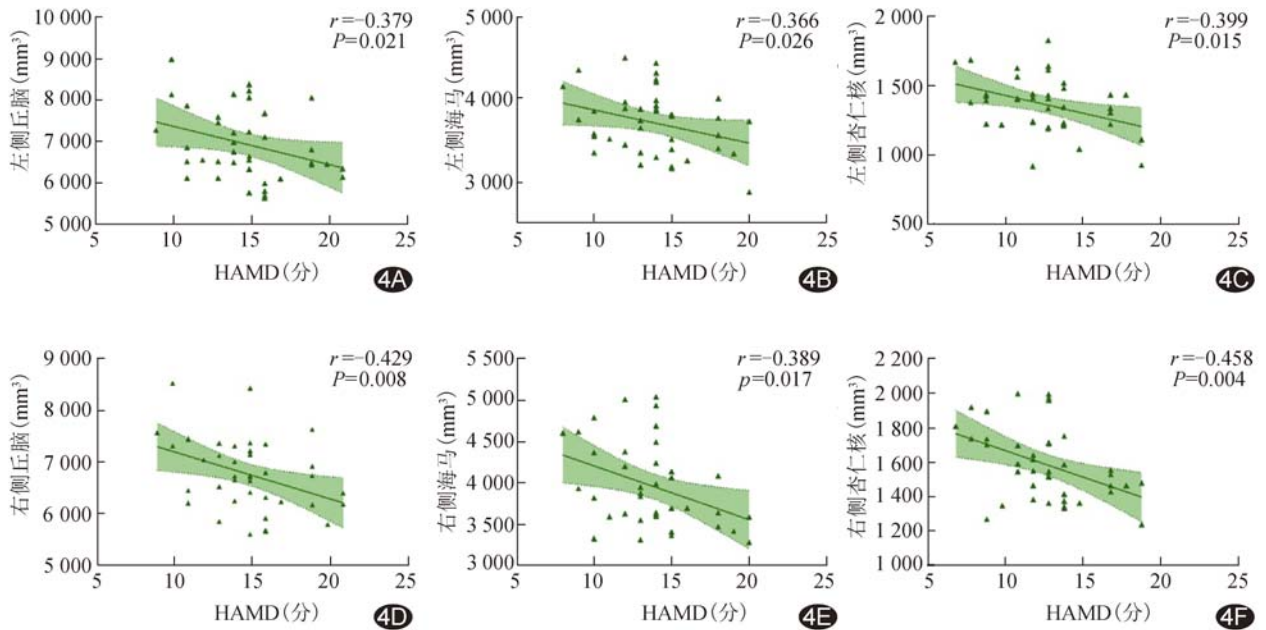 r=−0.379
P=0.021
10 000
9 000
8 000
7 000
6 000
5 000
左侧丘脑(mm³)
5 10 15 20 25
HAMD(分)
4A
r=−0.366
P=0.026
5 000
4 000
3 000
左侧海马(mm³)
5 10 15 20 25
HAMD(分)
4B
r=−0.399
P=0.015
2 000
1 500
1 000
500
左侧杏仁核(mm³)
5 10 15 20 25
HAMD(分)
4C
r=−0.429
P=0.008
9 000
8 000
7 000
6 000
5 000
右侧丘脑(mm³)
5 10 15 20 25
HAMD(分)
4D
r=−0.389
p=0.017
5 500
5 000
4 500
4 000
3 500
3 000
右侧海马(mm³)
5 10 15 20 25
HAMD(分)
4E
r=−0.458
P=0.004
2 200
2 000
1 800
1 600
1 400
1 200
1 000
右侧杏仁核(mm³)
5 10 15 20 25
HAMD(分)
4F